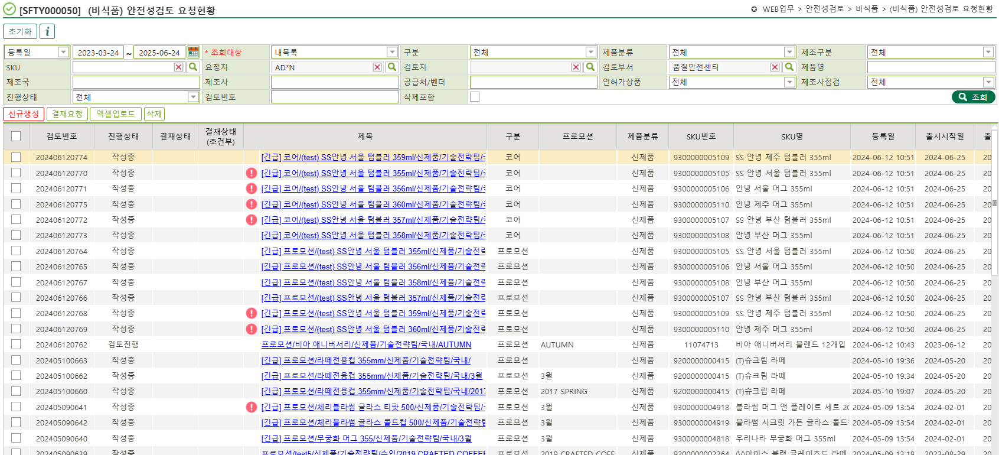 [SFTY000050] (비식품) 안전성검토 요청현황
WEB업무 > 안전성검토 > 비식품 > (비식품) 안전성검토 요청현황
초기화 i
등록일 2023-03-24 ~ 2025-06-24 * 조회대상 내목록 구분 전체 제품분류 전체 제조구분 전체
SKU 요청자 AD*N 검토자 검토부서 품질안전센터 제품명
제조국 제조사 공급처/벤더 인허가상품 전체 제조사점검 전체
진행상태 전체 검토번호 삭제포함 조회
신규생성 결재요청 엑셀업로드 삭제
검토번호 진행상태 결재상태 결재상태 (조건부) 제목 구분 프로모션 제품분류 SKU번호 SKU명 등록일 출시시작일 출
202406120774 작성중 [긴급] 코어/(test) SS안녕 서울 텀블러 359ml/신제품/기술전략팀/ 코어 신제품 9300000005109 SS 안녕 제주 텀블러 355ml 2024-06-12 10:51 2024-06-25 20
202406120770 작성중 [긴급] 코어/(test) SS안녕 서울 텀블러 355ml/신제품/기술전략팀/ 코어 신제품 9300000005105 SS 안녕 서울 텀블러 355ml 2024-06-12 10:51 2024-06-25 20
202406120771 작성중 [긴급] 코어/(test) SS안녕 서울 텀블러 356ml/신제품/기술전략팀/ 코어 신제품 9300000005106 안녕 서울 머그 355ml 2024-06-12 10:51 2024-06-25 20
202406120775 작성중 [긴급] 코어/(test) SS안녕 서울 텀블러 360ml/신제품/기술전략팀/ 코어 신제품 9300000005110 안녕 제주 머그 355ml 2024-06-12 10:51 2024-06-25 20
202406120772 작성중 [긴급] 코어/(test) SS안녕 서울 텀블러 357ml/신제품/기술전략팀/ 코어 신제품 9300000005107 SS 안녕 부산 텀블러 355ml 2024-06-12 10:51 2024-06-25 20
202406120773 작성중 [긴급] 코어/(test) SS안녕 서울 텀블러 358ml/신제품/기술전략팀/ 코어 신제품 9300000005108 안녕 부산 머그 355ml 2024-06-12 10:51 2024-06-25 20
202406120764 작성중 [긴급] 프로모션/(test) SS안녕 서울 텀블러 355ml/신제품/기술전략 프로모션 신제품 9300000005105 SS 안녕 서울 텀블러 355ml 2024-06-12 10:50 2024-06-25 20
202406120765 작성중 [긴급] 프로모션/(test) SS안녕 서울 텀블러 356ml/신제품/기술전략 프로모션 신제품 9300000005106 안녕 서울 머그 355ml 2024-06-12 10:50 2024-06-25 20
202406120767 작성중 [긴급] 프로모션/(test) SS안녕 서울 텀블러 358ml/신제품/기술전략 프로모션 신제품 9300000005108 안녕 부산 머그 355ml 2024-06-12 10:50 2024-06-25 20
202406120766 작성중 [긴급] 프로모션/(test) SS안녕 서울 텀블러 357ml/신제품/기술전략 프로모션 신제품 9300000005107 SS 안녕 부산 텀블러 355ml 2024-06-12 10:50 2024-06-25 20
202406120768 작성중 [긴급] 프로모션/(test) SS안녕 서울 텀블러 359ml/신제품/기술전략 프로모션 신제품 9300000005109 SS 안녕 제주 텀블러 355ml 2024-06-12 10:50 2024-06-25 20
202406120769 작성중 [긴급] 프로모션/(test) SS안녕 서울 텀블러 360ml/신제품/기술전략 프로모션 신제품 9300000005110 안녕 제주 머그 355ml 2024-06-12 10:50 2024-06-25 20
202406120762 검토진행 프로모션/비아 애니버서리/신제품/기술전략팀/국내/AUTUMN 프로모션 AUTUMN 신제품 11074713 비아 애니버서리 블렌드 12개입 2024-06-12 10:43 2023-06-12 20
202405100663 작성중 [긴급] 프로모션/라떼전용컵 355mm/신제품/기술전략팀/국내/ 프로모션 신제품 9200000000415 (T)슈크림 라떼 2024-05-10 19:36 2024-05-20 20
202405100662 작성중 [긴급] 프로모션/라떼전용컵 355mm/신제품/기술전략팀/국내/3월 프로모션 3월 신제품 9200000000415 (T)슈크림 라떼 2024-05-10 19:34 2024-05-20 20
202405100660 작성중 [긴급] 프로모션/라떼전용컵 355mm/신제품/기술전략팀/국내/2017 프로모션 2017 SPRING 신제품 9200000000415 (T)슈크림 라떼 2024-05-10 19:07 2024-05-20 20
202405090641 작성중 [긴급] 프로모션/체리블라썸 글라스 티팟 500/신제품/기술전략팀/ 프로모션 3월 신제품 9300000004918 블라썸 머그 앤 플레이트 세트 20 2024-05-09 13:54 2024-02-01 20
202405090642 작성중 [긴급] 프로모션/체리블라썸 글라스 콜드컵 500/신제품/기술전략팀 프로모션 3월 신제품 9300000004919 블라썸 시크릿 가든 글라스 콜드 2024-05-09 13:54 2024-02-01 20
202405090640 작성중 [긴급] 프로모션/무궁화 머그 355/신제품/기술전략팀/국내/3월 프로모션 3월 신제품 9300000004818 우리나라 무궁화 머그 355ml 2024-05-09 13:54 2024-02-01 20
202405090639 작성중 프로모션/test5/신제품/기술전략팀/수입/2019 CRAFTED COFFEE 프로모션 2019 CRAFTED COFF 신제품 9200000002264 (V)아이스 블랙 글레이즈드 라떼 2024-05-09 13:19 2023-08-29 20